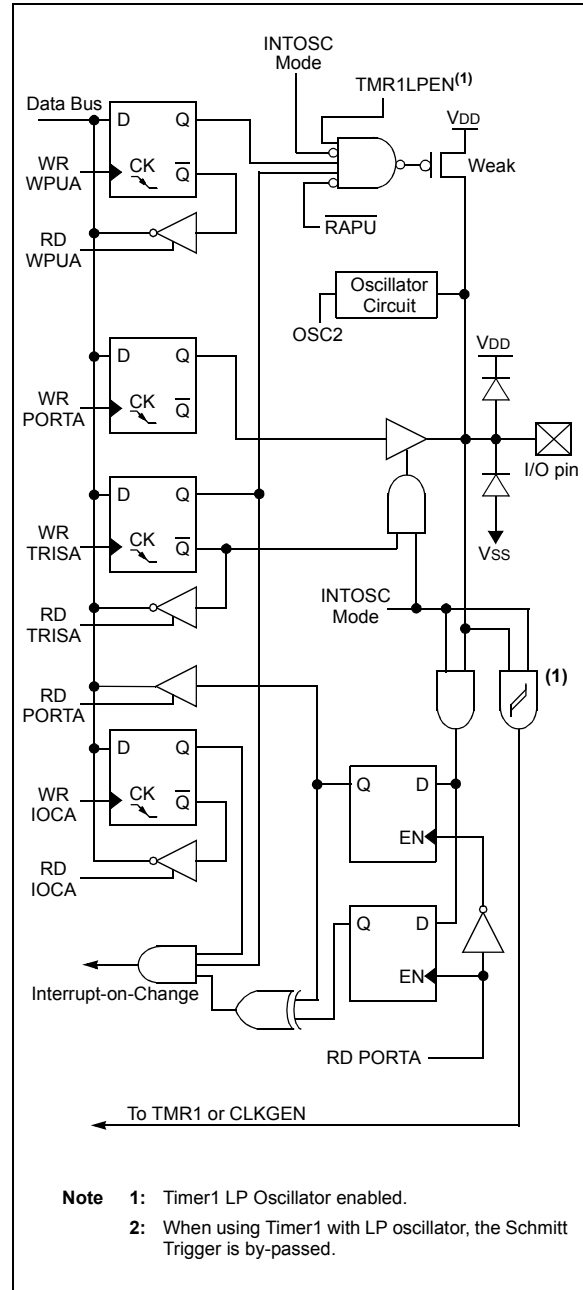 INTOSC
Mode
TMR1LPEN(1)
Data Bus
D Q
VDD
WR
WPUA
CK Q
Weak
RAPU
RD
WPUA
Oscillator
Circuit
OSC2
VDD
D Q
WR
PORTA
CK Q
I/O pin
D Q
WR
TRISA
CK Q
VSS
INTOSC
Mode
RD
TRISA
(1)
RD
PORTA
D Q
Q D
WR
IOCA
CK Q
EN
RD
IOCA
Q D
EN
Interrupt-on-Change
RD PORTA
To TMR1 or CLKGEN
Note 1: Timer1 LP Oscillator enabled.
2: When using Timer1 with LP oscillator, the Schmitt
Trigger is by-passed.